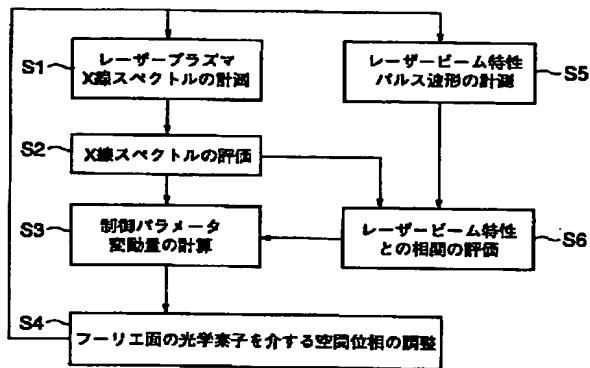 S1
レーザープラズマ
X線スペクトルの計測
S5
レーザービーム特性
パルス波形の計測
S2
X線スペクトルの評価
S3
制御パラメータ
変動量の計算
S6
レーザービーム特性
との相関の評価
S4
フーリエ面の光学素子を介する空間位相の調整